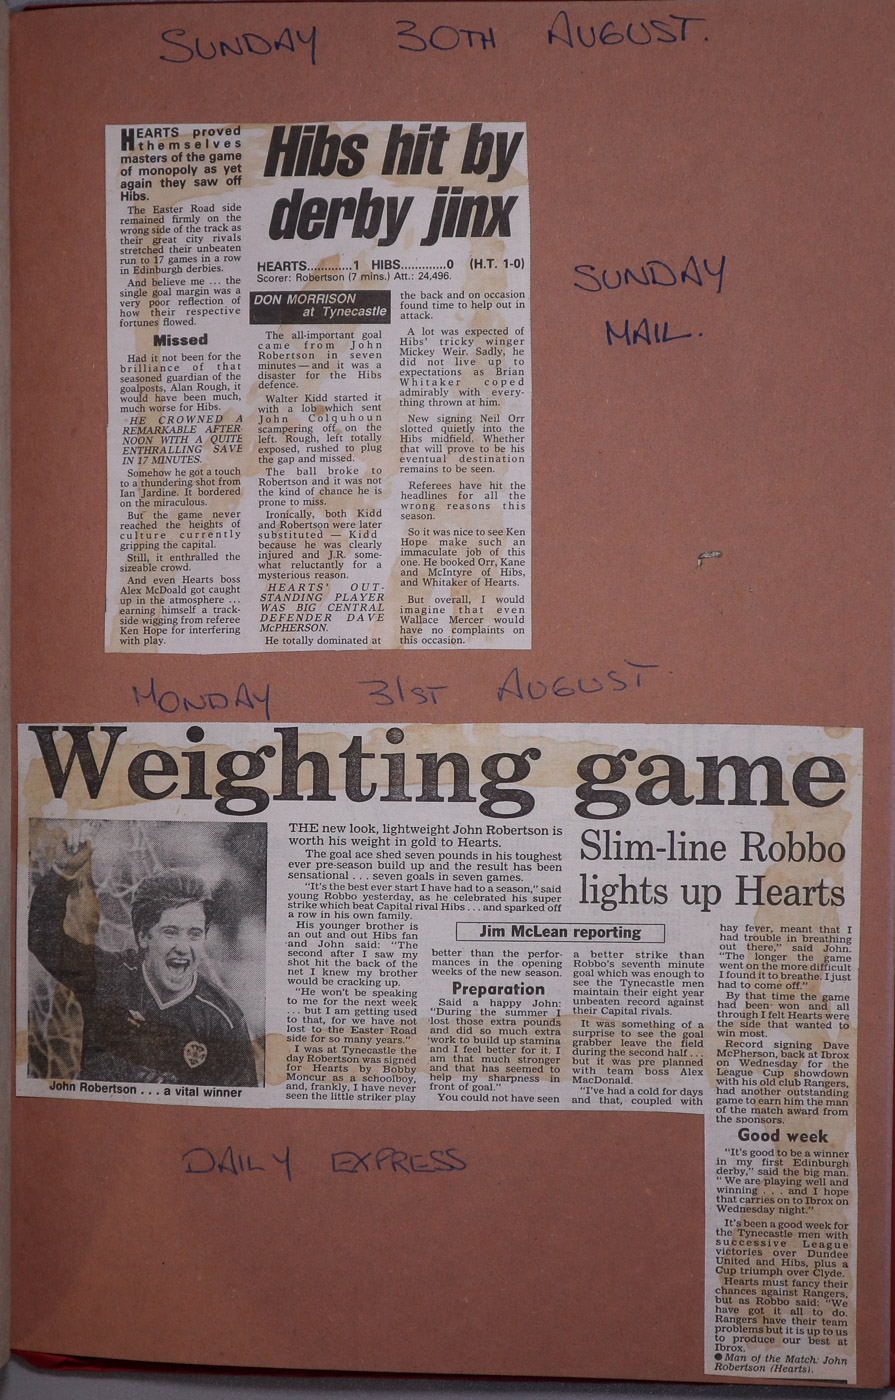 SUNDAY 30TH AUGUST.
HEARTS proved
themselves
masters of the game
of monopoly as yet
again they saw off
Hibs.
The Easter Road side
remained firmly on the
wrong side of the track as
their great city rivals
stretched their unbeaten
run to 17 games in a row
in Edinburgh derbies.
And believe me ... the
single goal margin was a
very poor reflection of
how their respective
fortunes flowed.
Missed
Had it not been for the
brilliance of that
seasoned guardian of the
goalposts, Alan Rough, it
would have been much,
much worse for Hibs.
HE CROWNED A
REMARKABLE AFTER-
NOON WITH A QUITE
ENTHRALLING SAVE
IN 17 MINUTES.
Somehow he got a touch
to a thundering shot from
Ian Jardine. It bordered
on the miraculous.
But the game never
reached the heights of
culture currently
gripping the capital.
Still, it enthralled the
sizeable crowd.
And even Hearts boss
Alex McDoald got caught
up in the atmosphere ...
earning himself a track-
side wigging from referee
Ken Hope for interfering
with play.
Hibs hit by
derby jinx
HEARTS.............1 HIBS.............0 (H.T. 1-0)
Scorer: Robertson (7 mins.) Att.: 24,496.
DON MORRISON
at Tynecastle
The all-important goal
came from John
Robertson in seven
minutes — and it was a
disaster for the Hibs
defence.
Walter Kidd started it
with a lob which sent
John Colquhoun
scampering off on the
left. Rough, left totally
exposed, rushed to plug
the gap and missed.
The ball broke to
Robertson and it was not
the kind of chance he is
prone to miss.
Ironically, both Kidd
and Robertson were later
substituted — Kidd
because he was clearly
injured and J.R. some-
what reluctantly for a
mysterious reason.
HEARTS' OUT-
STANDING PLAYER
WAS BIG CENTRAL
DEFENDER DAVE
McPHERSON.
He totally dominated at
the back and on occasion
found time to help out in
attack.
A lot was expected of
Hibs' tricky winger
Mickey Weir. Sadly, he
did not live up to
expectations as Brian
Whitaker coped
admirably with every-
thing thrown at him.
New signing Neil Orr
slotted quietly into the
Hibs midfield. Whether
that will prove to be his
eventual destination
remains to be seen.
Referees have hit the
headlines for all the
wrong reasons this
season.
So it was nice to see Ken
Hope make such an
immaculate job of this
one. He booked Orr, Kane
and McIntyre of Hibs,
and Whitaker of Hearts.
But overall, I would
imagine that even
Wallace Mercer would
have no complaints on
this occasion.
SUNDAY
MAIL.
MONDAY 31ST AUGUST.
Weighting game
John Robertson . . . a vital winner
THE new look, lightweight John Robertson is
worth his weight in gold to Hearts.
The goal ace shed seven pounds in his toughest
ever pre-season build up and the result has been
sensational . . . seven goals in seven games.
"It's the best ever start I have had to a season," said
young Robbo yesterday, as he celebrated his super
strike which beat Capital rival Hibs . . . and sparked off
a row in his own family.
His younger brother is
an out and out Hibs fan
and John said: "The
second after I saw my
shot hit the back of the
net I knew my brother
would be cracking up.
"He won't be speaking
to me for the next week
. . . but I am getting used
to that, for we have not
lost to the Easter Road
side for so many years."
I was at Tynecastle the
day Robertson was signed
for Hearts by Bobby
Moncur as a schoolboy,
and, frankly, I have never
seen the little striker play
Slim-line Robbo
lights up Hearts
Jim McLean reporting
better than the perfor-
mances in the opening
weeks of the new season.
Preparation
Said a happy John:
"During the summer I
lost those extra pounds
and did so much extra
work to build up stamina
and I feel better for it. I
am that much stronger
and that has seemed to
help my sharpness in
front of goal."
You could not have seen
a better strike than
Robbo's seventh minute
goal which was enough to
see the Tynecastle men
maintain their eight year
unbeaten record against
their Capital rivals.
It was something of a
surprise to see the goal
grabber leave the field
during the second half . . .
but it was pre planned
with team boss Alex
MacDonald.
"I've had a cold for days
and that, coupled with
hay fever, meant that I
had trouble in breathing
out there," said John.
"The longer the game
went on the more difficult
I found it to breathe. I just
had to come off."
By that time the game
had been won and all
through I felt Hearts were
the side that wanted to
win most.
Record signing Dave
McPherson, back at Ibrox
on Wednesday for the
League Cup showdown
with his old club Rangers,
had another outstanding
game to earn him the man
of the match award from
the sponsors.
Good week
"It's good to be a winner
in my first Edinburgh
derby," said the big man.
"We are playing well and
winning . . . and I hope
that carries on to Ibrox on
Wednesday night."
It's been a good week for
the Tynecastle men with
successive League
victories over Dundee
United and Hibs, plus a
Cup triumph over Clyde.
Hearts must fancy their
chances against Rangers,
but as Robbo said: "We
have got it all to do.
Rangers have their team
problems but it is up to us
to produce our best at
Ibrox.
● Man of the Match: John
Robertson (Hearts).
DAILY EXPRESS